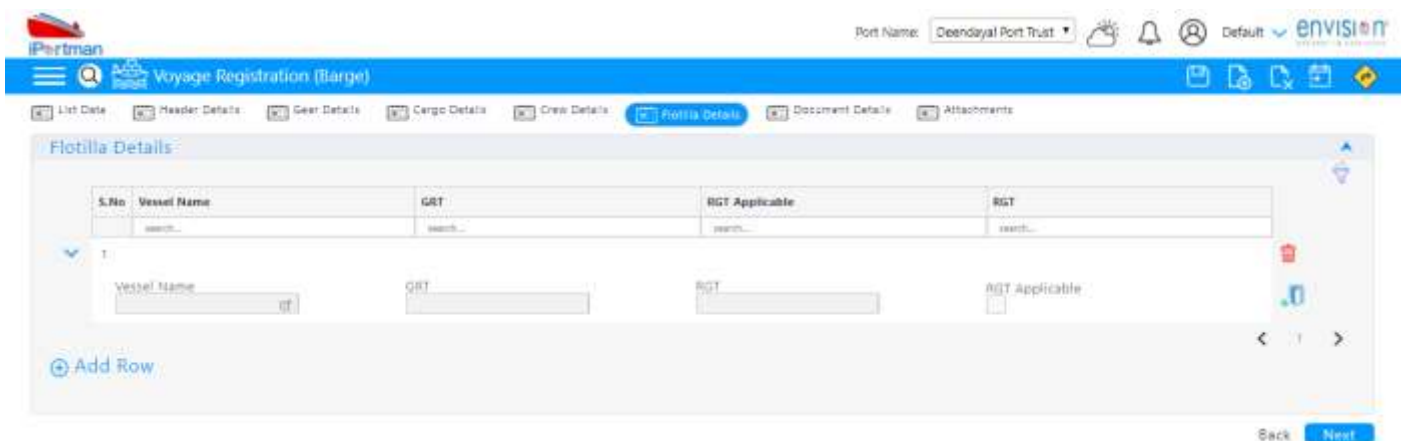 Port Name: Deendayal Port Trust Default envision
iPortman
Voyage Registration (Barge)
List Data Header Details Gear Details Cargo Details Crew Details Flotilla Details Document Details Attachments
Flotilla Details
S.No Vessel Name GRT RGT Applicable RGT
search... search... search... search...
1
Vessel Name GRT RGT RGT Applicable
1
Add Row
Back Next